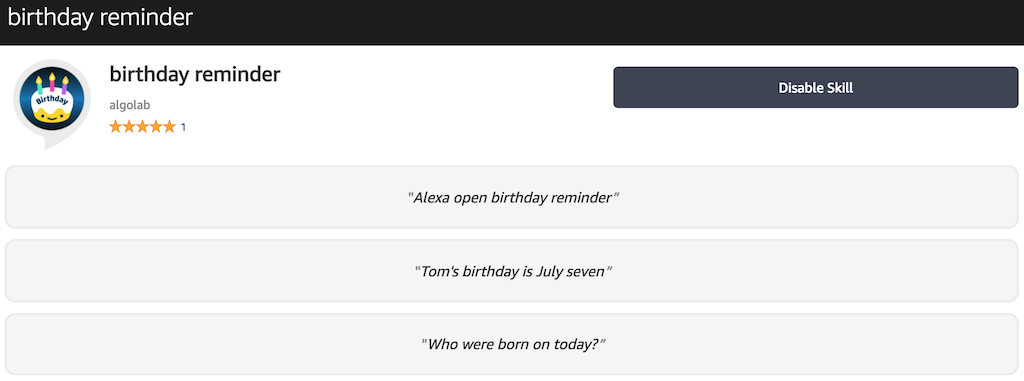 birthday reminder
Birthday
birthday reminder
algolab
1
Disable Skill
"Alexa open birthday reminder”
"Tom's birthday is July seven”
"Who were born on today?”